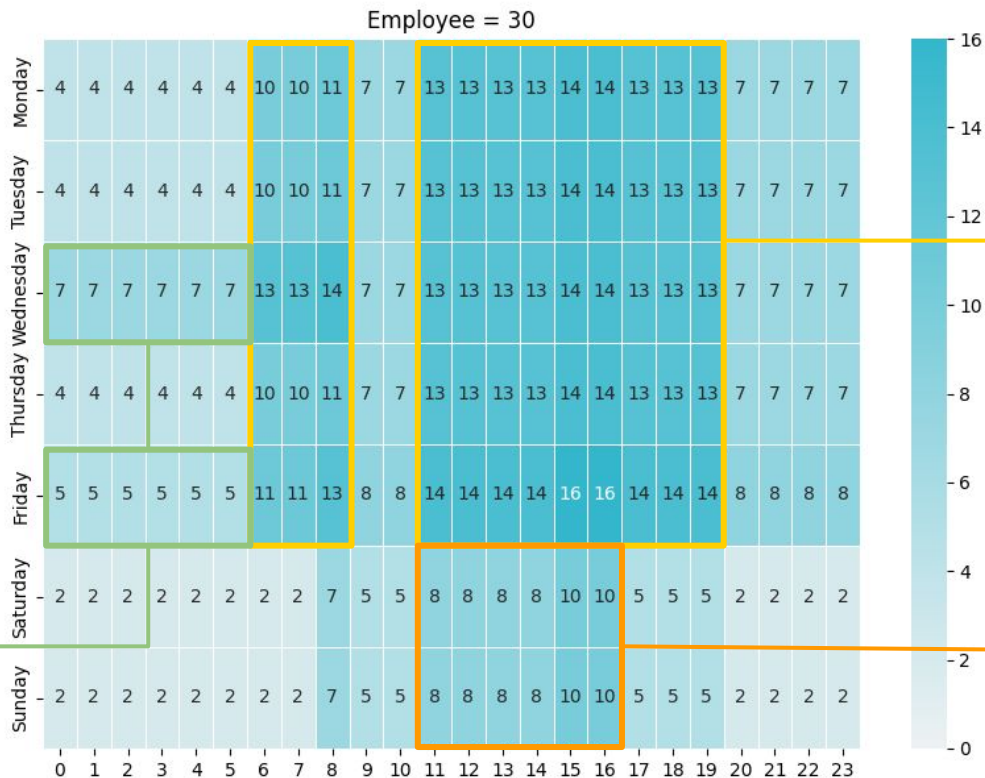 Employee = 30
Monday 4 4 4 4 4 4 10 10 11 7 7 13 13 13 13 14 14 13 13 13 7 7 7 7
Tuesday 4 4 4 4 4 4 10 10 11 7 7 13 13 13 13 14 14 13 13 13 7 7 7 7
Wednesday 7 7 7 7 7 7 13 13 14 7 7 13 13 13 13 14 14 13 13 13 7 7 7 7
Thursday 4 4 4 4 4 4 10 10 11 7 7 13 13 13 13 14 14 13 13 13 7 7 7 7
Friday 5 5 5 5 5 5 11 11 13 8 8 14 14 14 14 16 16 14 14 14 8 8 8 8
Saturday 2 2 2 2 2 2 2 2 7 5 5 8 8 8 8 10 10 5 5 5 2 2 2 2
Sunday 2 2 2 2 2 2 2 2 7 5 5 8 8 8 8 10 10 5 5 5 2 2 2 2
0 1 2 3 4 5 6 7 8 9 10 11 12 13 14 15 16 17 18 19 20 21 22 23
16
14
12
10
8
6
4
2
0